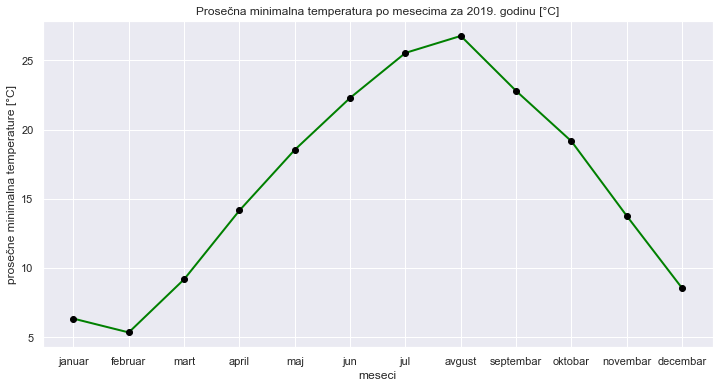 Prosečna minimalna temperatura po mesecima za 2019. godinu [°C]
prosečne minimalna temperature [°C]
25
20
15
10
5
januar februar mart april maj jun jul avgust septembar oktobar novembar decembar
meseci